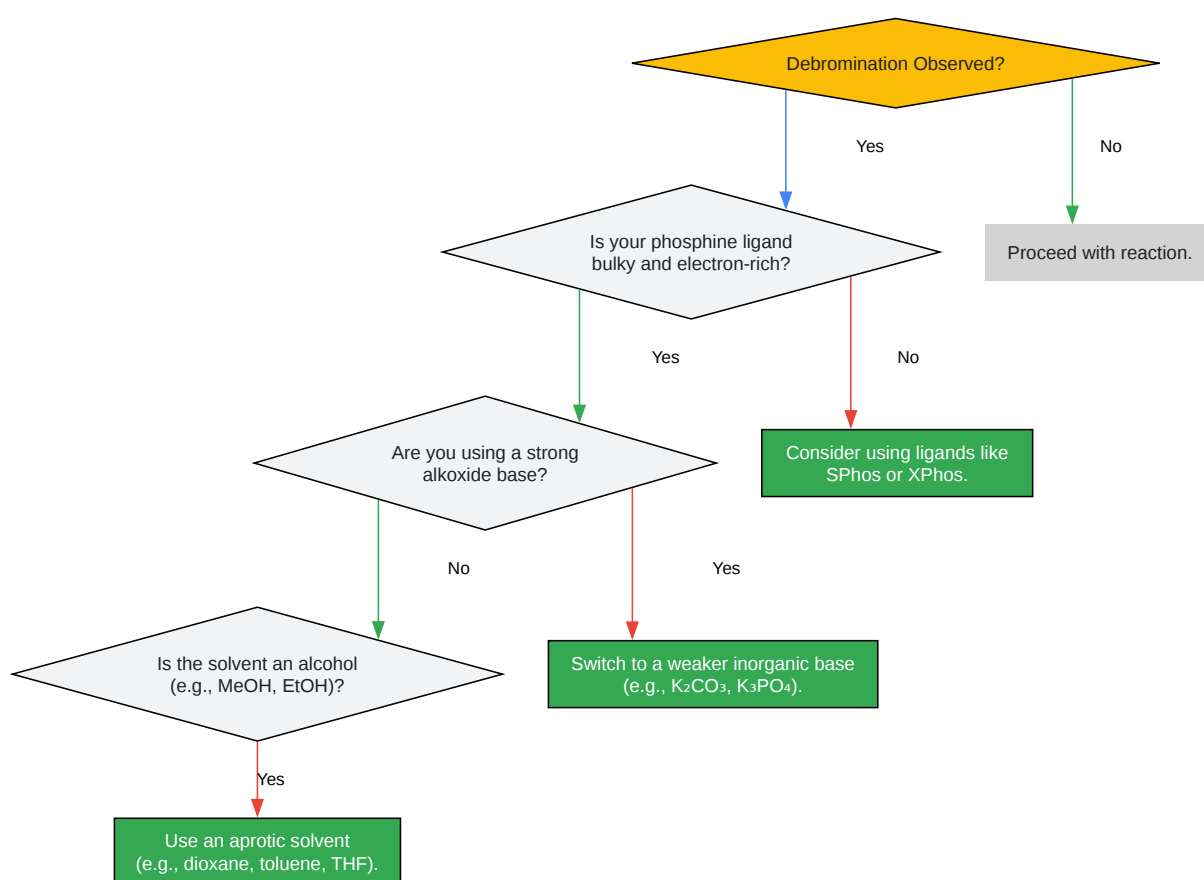 Debromination Observed?
Yes
No
Is your phosphine ligand
bulky and electron-rich?
Proceed with reaction.
Yes
No
Are you using a strong
alkoxide base?
Consider using ligands like
SPhos or XPhos.
No
Yes
Is the solvent an alcohol
(e.g., MeOH, EtOH)?
Switch to a weaker inorganic base
(e.g., K₂CO₃, K₃PO₄).
Yes
Use an aprotic solvent
(e.g., dioxane, toluene, THF).